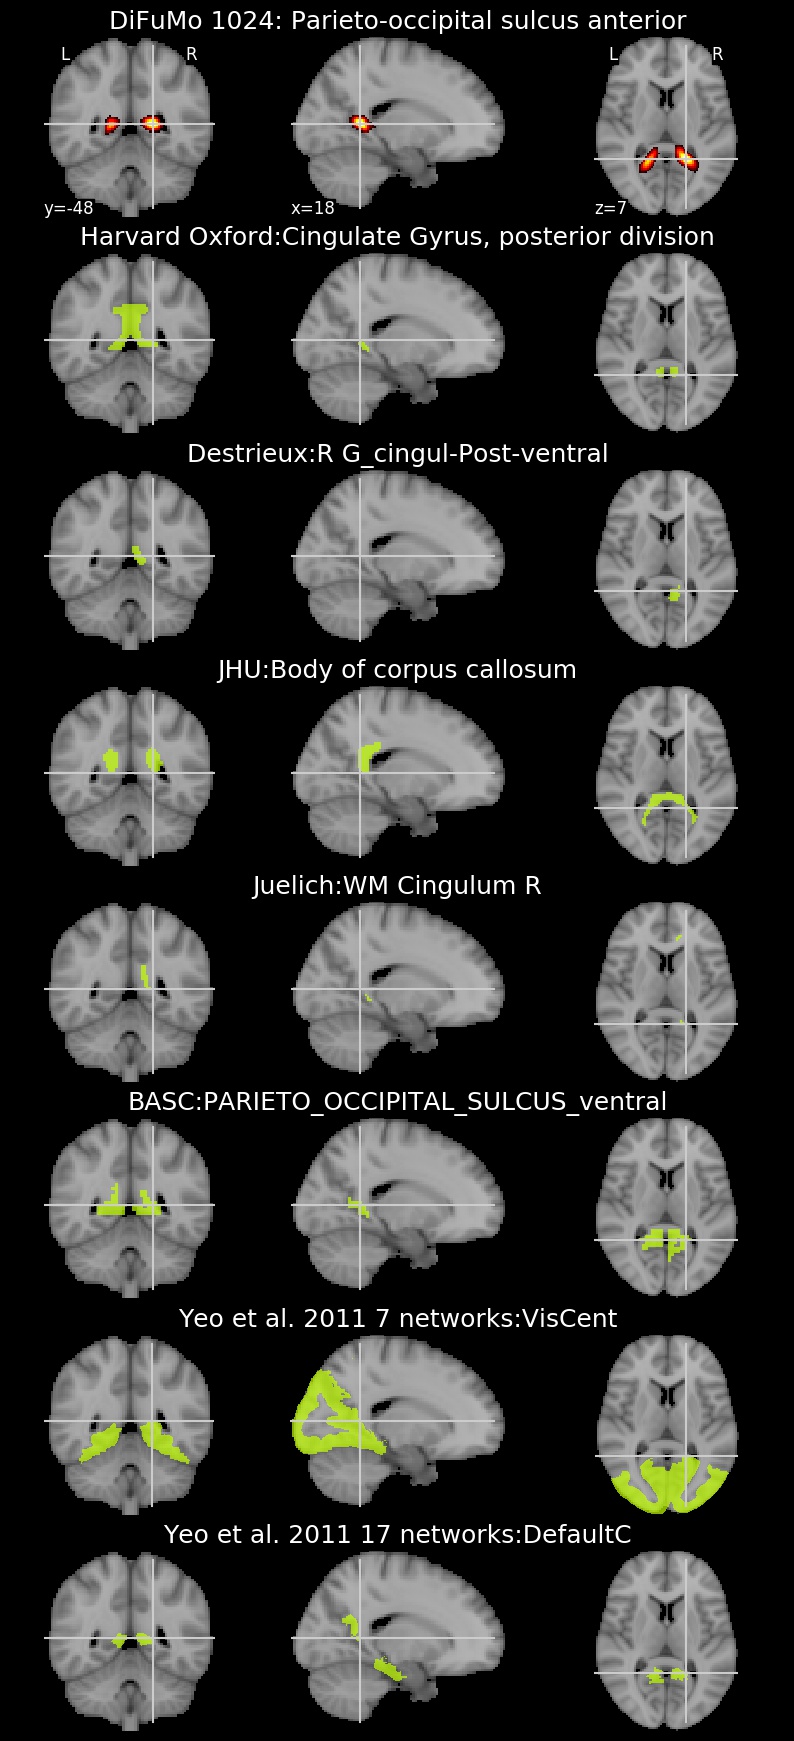 DiFuMo 1024: Parieto-occipital sulcus anterior
L R L R
y=-48 x=18 z=7
Harvard Oxford:Cingulate Gyrus, posterior division
Destrieux:R G_cingul-Post-ventral
JHU:Body of corpus callosum
Juelich:WM Cingulum R
BASC:PARIETO_OCCIPITAL_SULCUS_ventral
Yeo et al. 2011 7 networks:VisCent
Yeo et al. 2011 17 networks:DefaultC